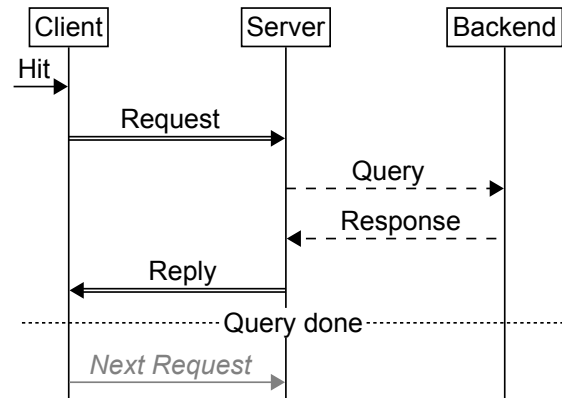 Client
Server
Backend
Hit
Request
Query
Response
Reply
Query done
Next Request